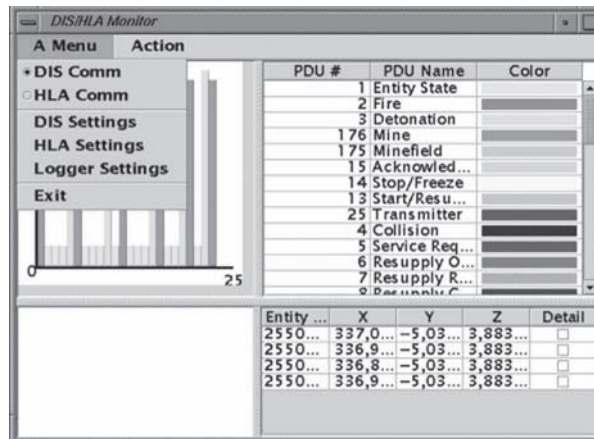 DIS/HLA Monitor
A Menu Action
DIS Comm
HLA Comm
DIS Settings
HLA Settings
Logger Settings
Exit
0
25
PDU # PDU Name Color
1 Entity State
2 Fire
3 Detonation
176 Mine
175 Minefield
15 Acknowled...
14 Stop/Freeze
13 Start/Resu...
25 Transmitter
4 Collision
5 Service Req...
6 Resupply O...
7 Resupply R...
8 Resupply C...
Entity ... X Y Z Detail
2550... 337,0... −5,03... 3,883...
2550... 336,9... −5,03... 3,883...
2550... 336,8... −5,03... 3,883...
2550... 336,9... −5,03... 3,883...